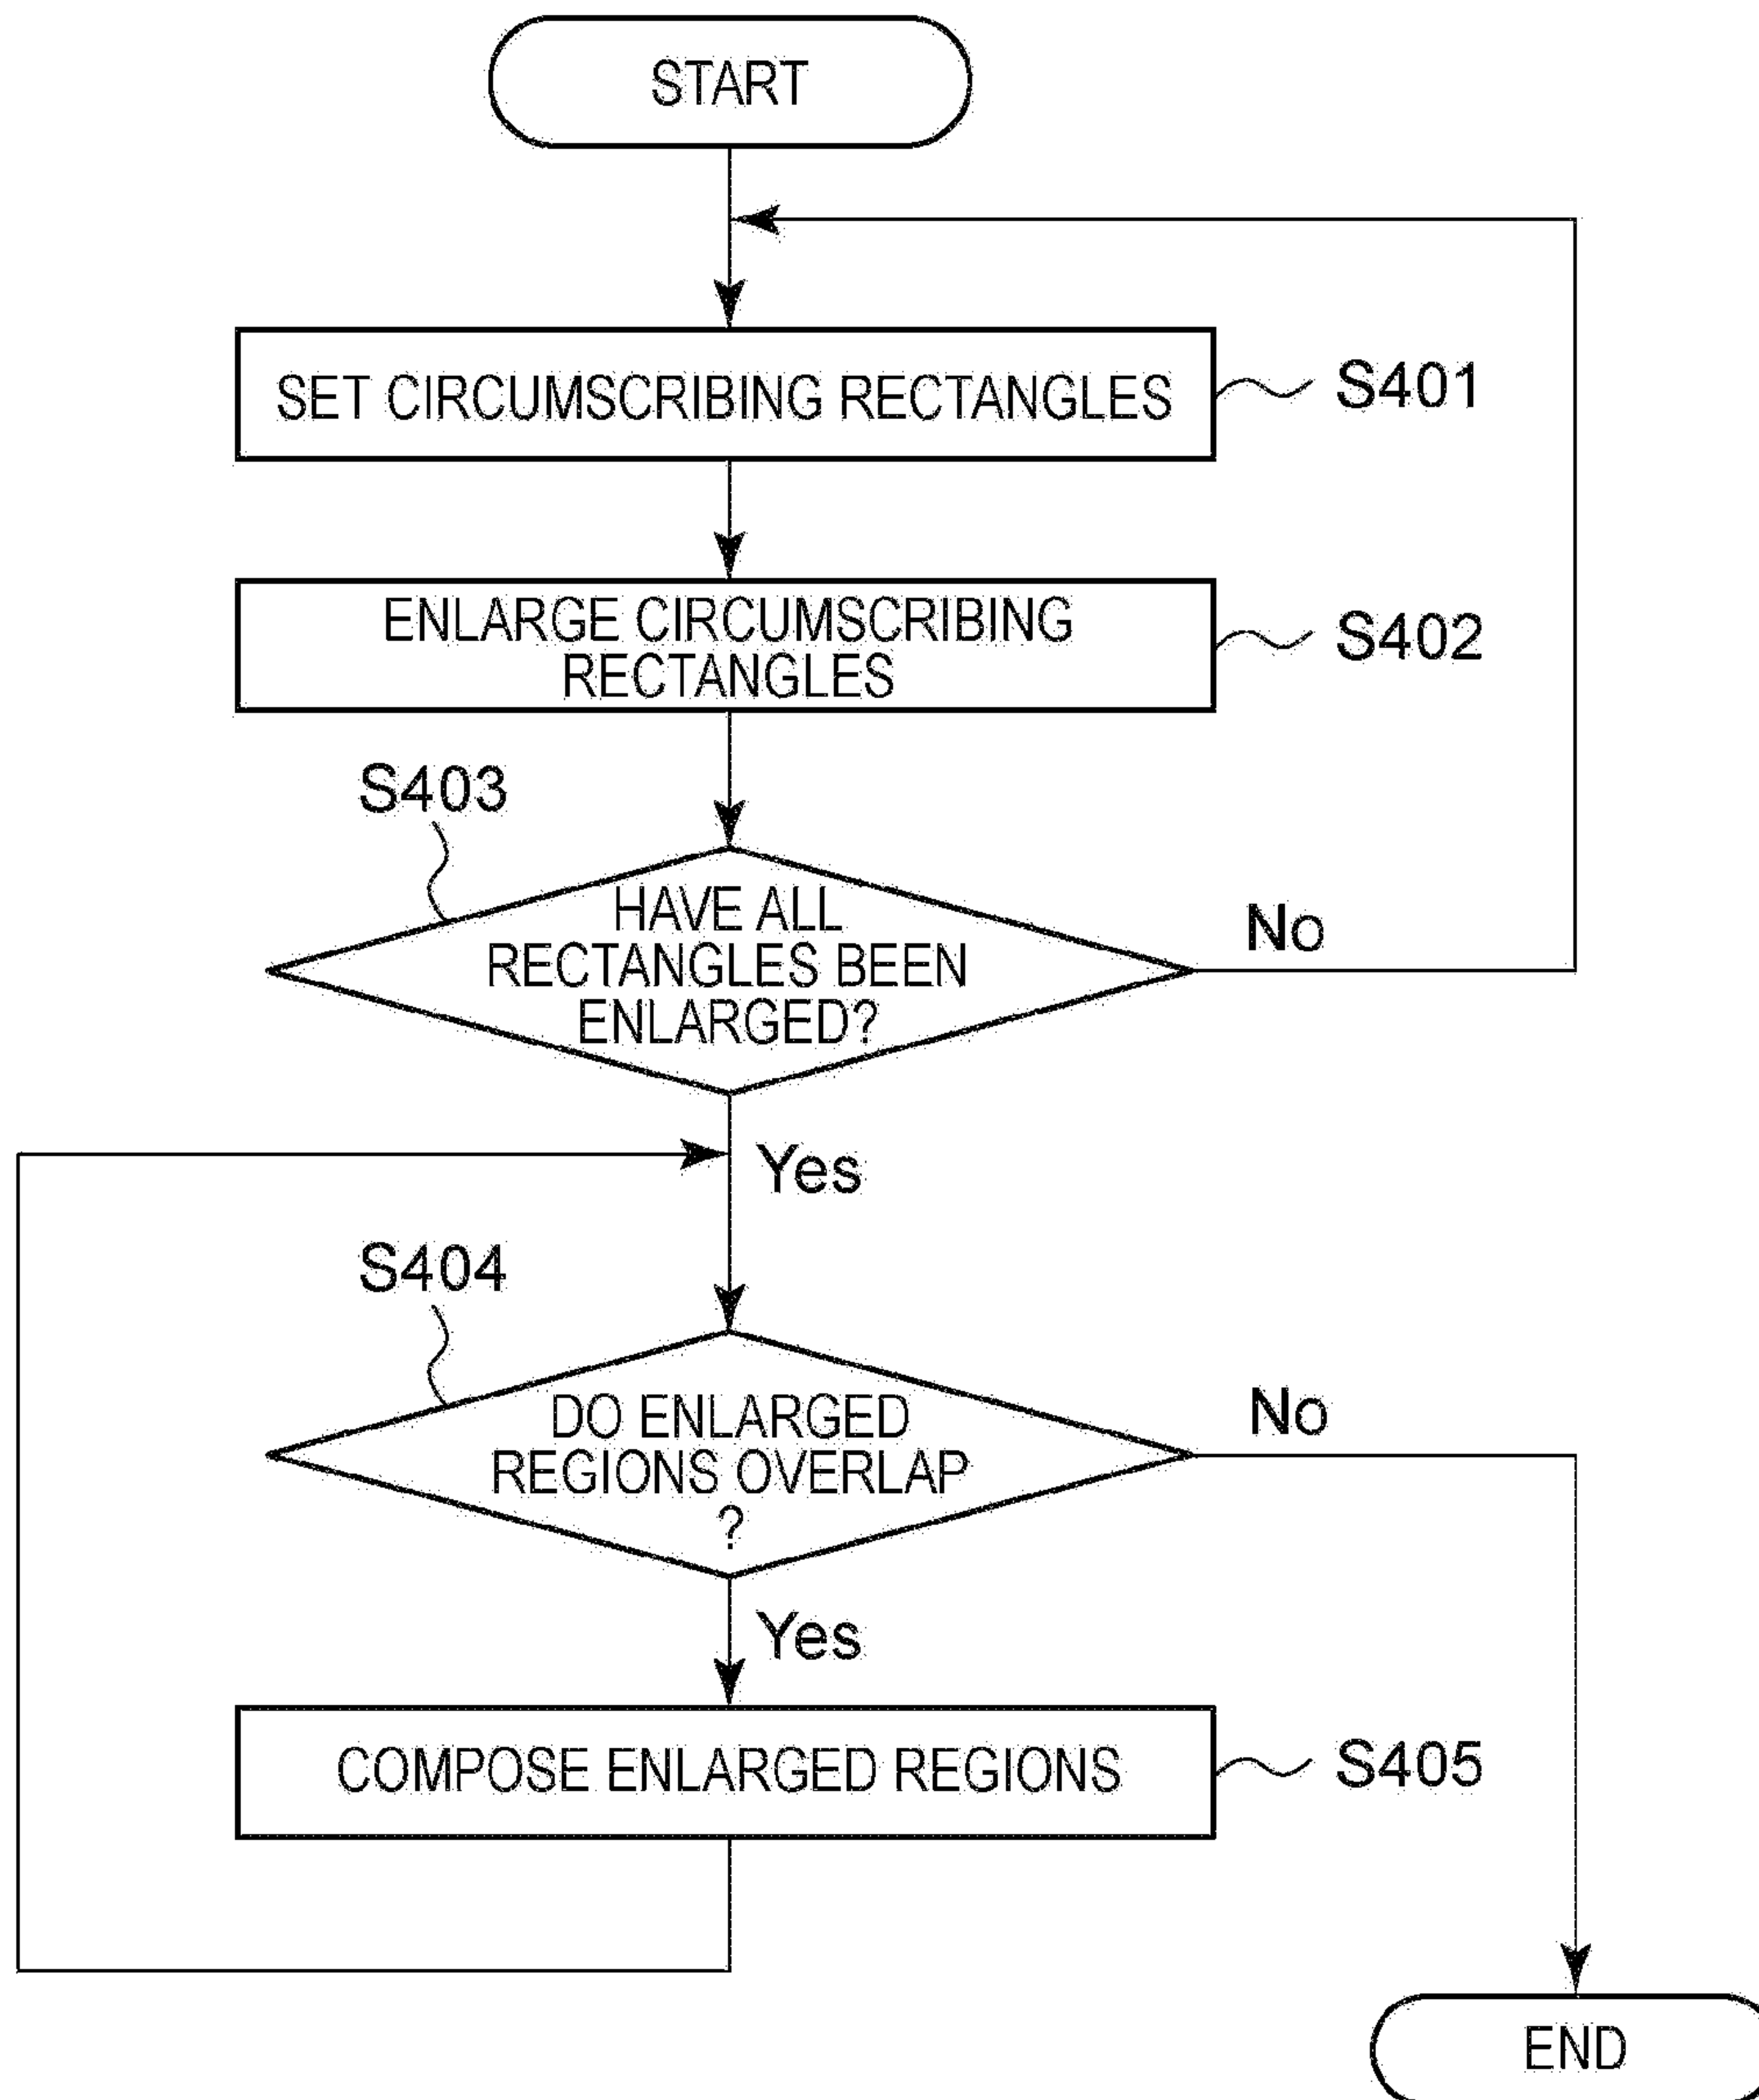 START
SET CIRCUMSCRIBING RECTANGLES
S401
ENLARGE CIRCUMSCRIBING
RECTANGLES
S402
S403
HAVE ALL
RECTANGLES BEEN
ENLARGED?
No
Yes
S404
DO ENLARGED
REGIONS OVERLAP
?
No
Yes
COMPOSE ENLARGED REGIONS
S405
END